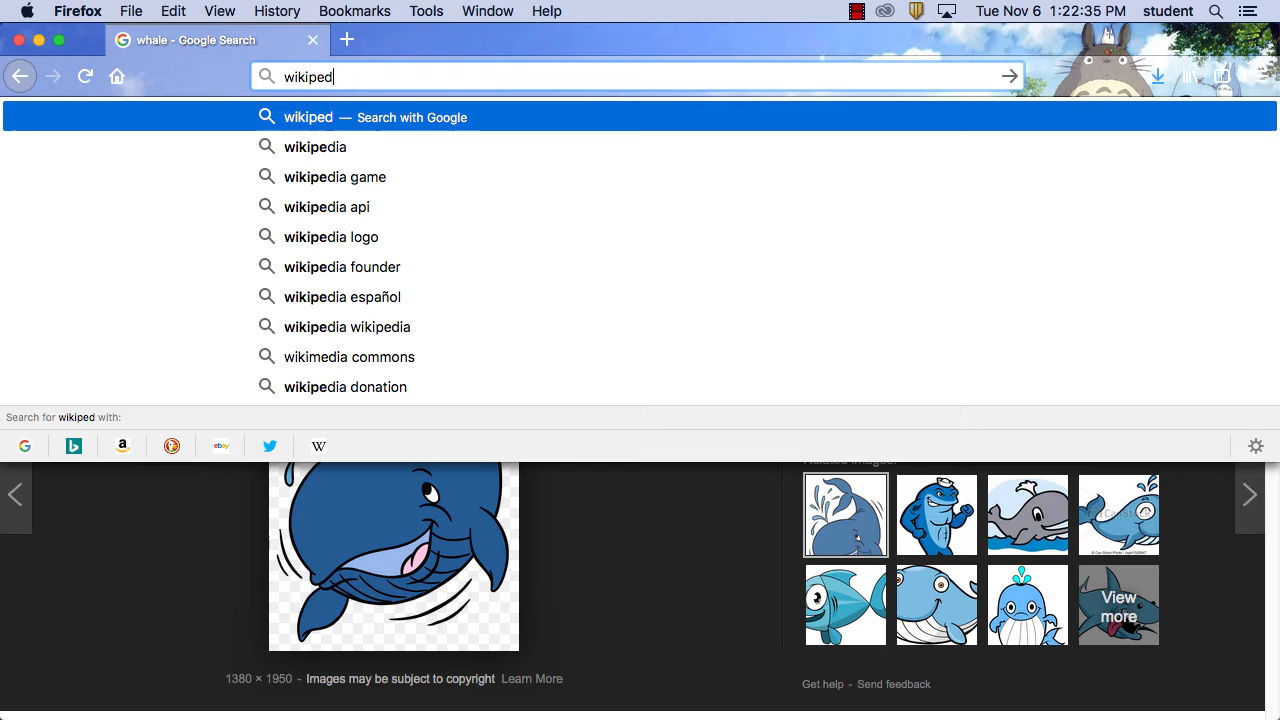 Firefox File Edit View History Bookmarks Tools Window Help Tue Nov 6 1:22:35 PM student
whale - Google Search
wikiped
wikiped — Search with Google
wikipedia
wikipedia game
wikipedia api
wikipedia logo
wikipedia founder
wikipedia español
wikipedia wikipedia
wikimedia commons
wikipedia donation
Search for wikiped with:
ebay
W
Related images:
View
more
1380 × 1950 - Images may be subject to copyright Learn More
Get help - Send feedback